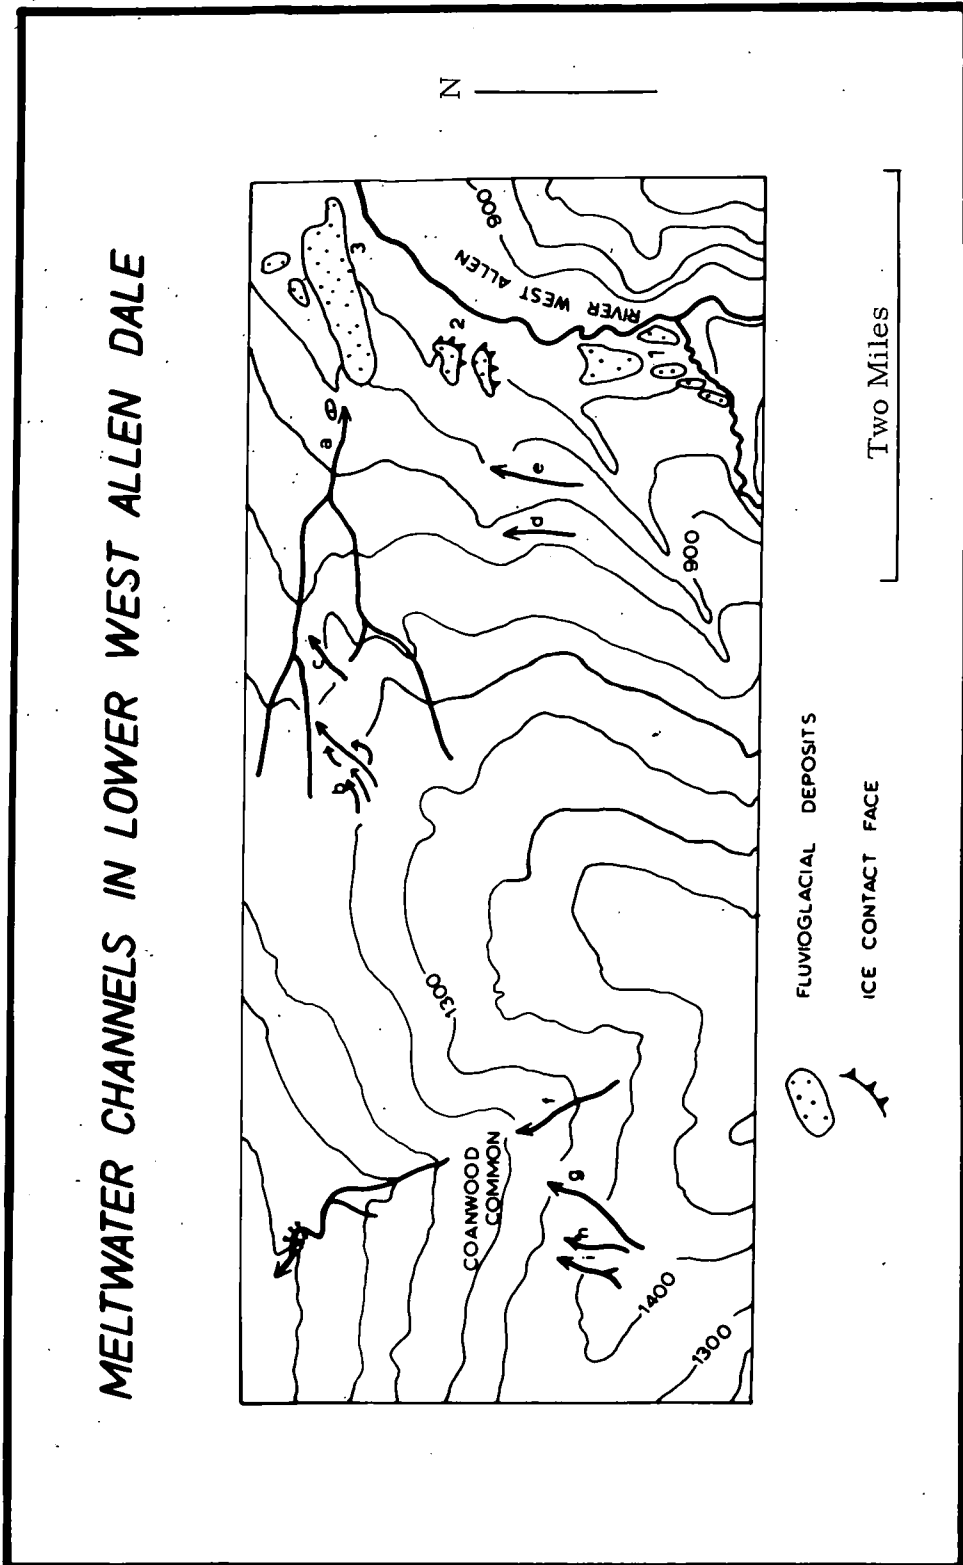 MELTWATER CHANNELS IN LOWER WEST ALLEN DALE
N
3
a
2
RIVER WEST ALLEN
900
1
e
d
c
b
900
1300
COANWOOD
COMMON
f
g
h
i
1400
1300
Two Miles
FLUVIOGLACIAL DEPOSITS
ICE CONTACT FACE